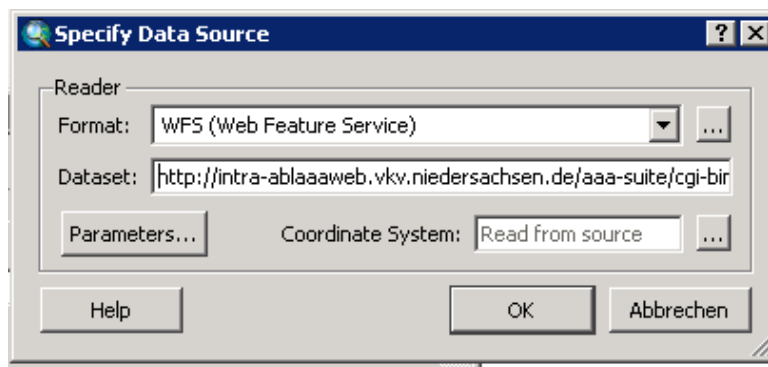 Specify Data Source
Reader
Format: WFS (Web Feature Service) ...
Dataset: http://intra-ablaaaweb.vkv.niedersachsen.de/aaa-suite/cgi-bin
Parameters... Coordinate System: Read from source ...
Help OK Abbrechen